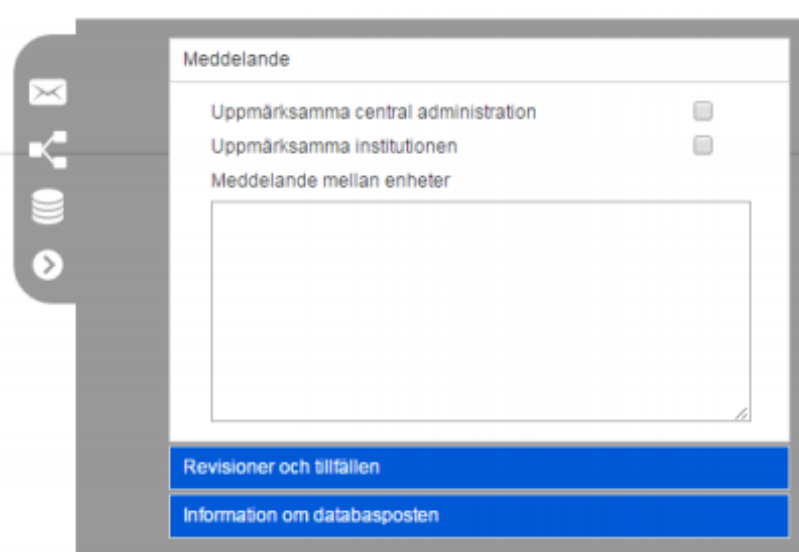 Meddelande
Uppmärksamma central administration
Uppmärksamma institutionen
Meddelande mellan enheter
Revisioner och tillfällen
Information om databasposten